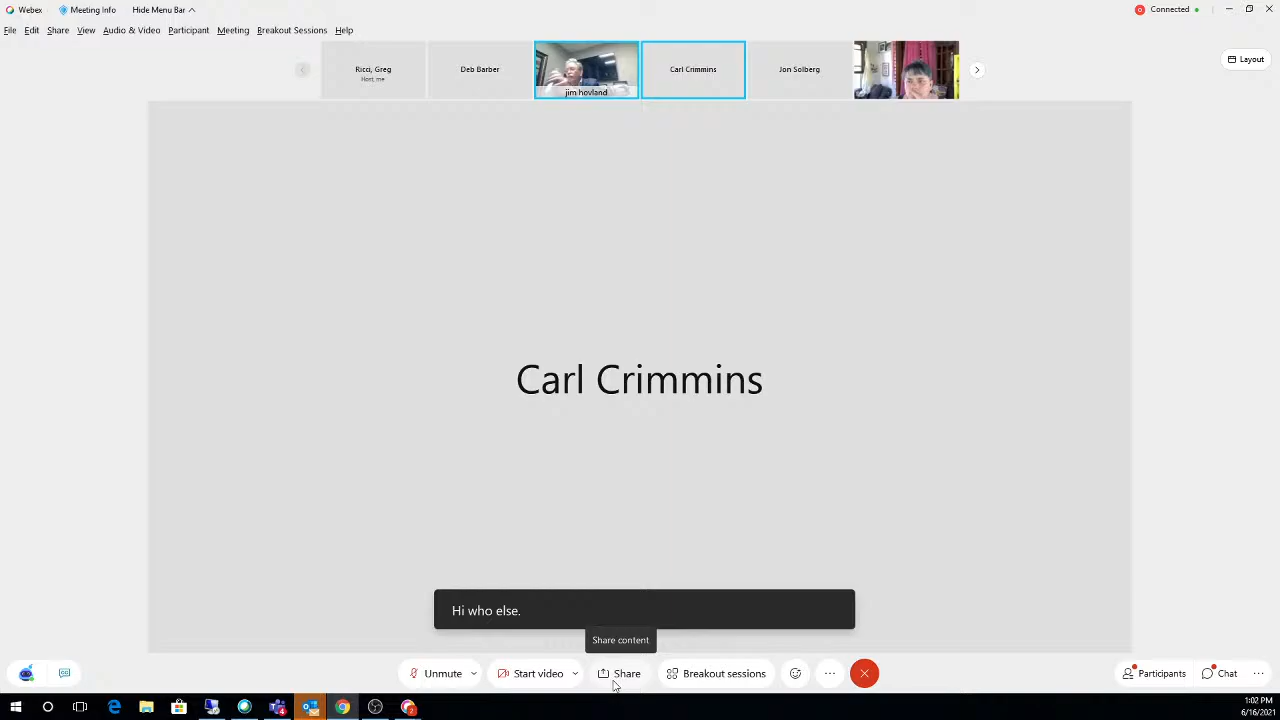 Webex Meeting Info Hide Menu Bar Connected
File Edit Share View Audio & Video Participant Meeting Breakout Sessions Help
Ricci, Greg
Host, me
Deb Barber
jim hovland
Carl Crimmins
Jon Solberg
Layout
Carl Crimmins
Hi who else.
Share content
Unmute Start video Share Breakout sessions Participants Chat
4 2
1:02 PM
6/16/2021